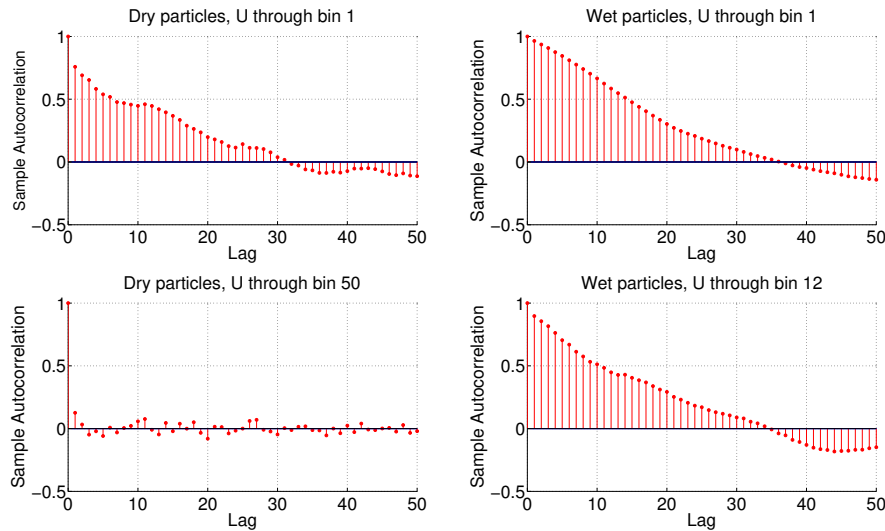 Dry particles, U through bin 1
Sample Autocorrelation
1
0.5
0
−0.5
0 10 20 30 40 50
Lag
Wet particles, U through bin 1
Sample Autocorrelation
1
0.5
0
−0.5
0 10 20 30 40 50
Lag
Dry particles, U through bin 50
Sample Autocorrelation
1
0.5
0
−0.5
0 10 20 30 40 50
Lag
Wet particles, U through bin 12
Sample Autocorrelation
1
0.5
0
−0.5
0 10 20 30 40 50
Lag